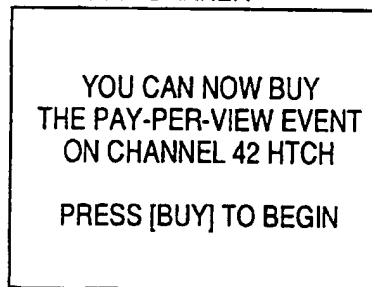 YOU CAN NOW BUY
THE PAY-PER-VIEW EVENT
ON CHANNEL 42 HTCH
PRESS [BUY] TO BEGIN